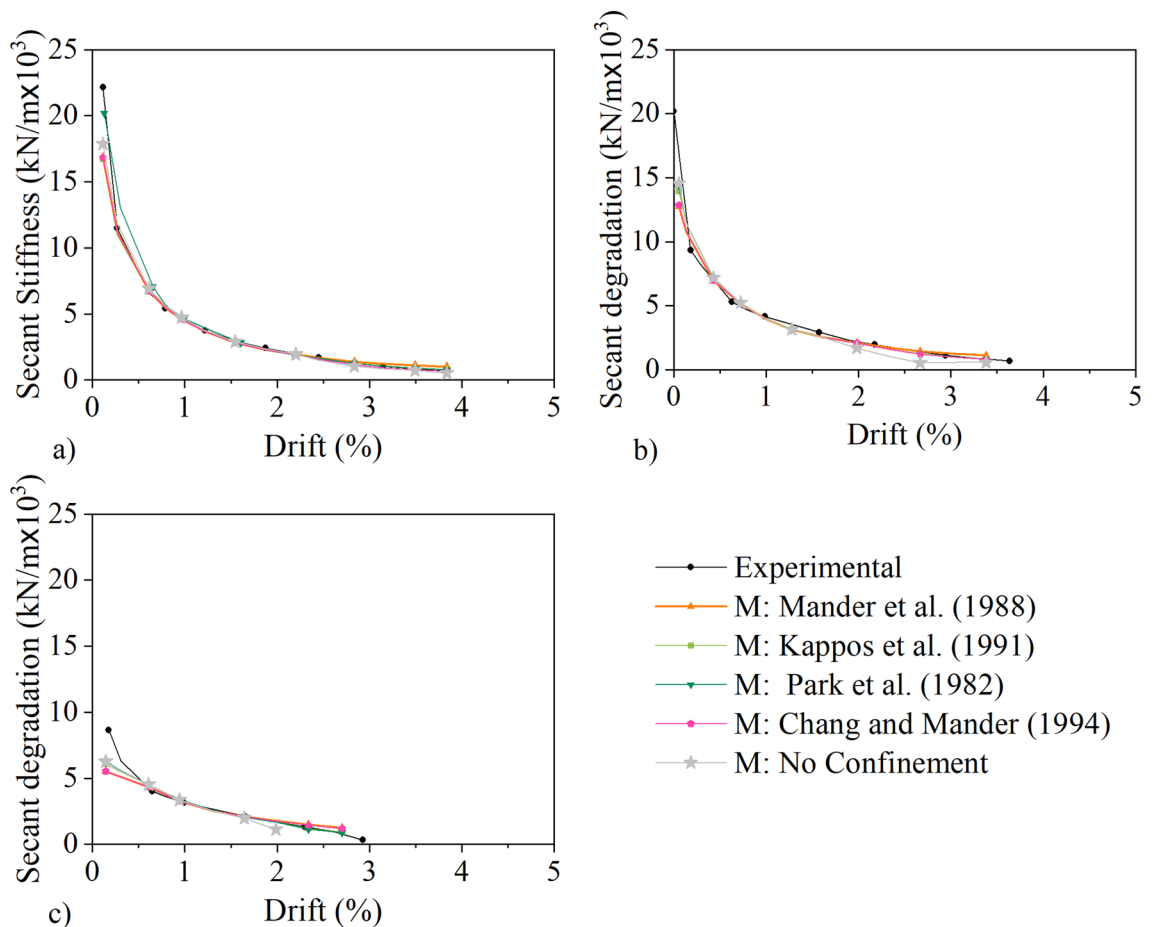 Secant Stiffness (kN/mx10³)
25
20
15
10
5
0
0 1 2 3 4 5
Drift (%)
a)
Secant degradation (kN/mx10³)
25
20
15
10
5
0
0 1 2 3 4 5
Drift (%)
b)
Secant degradation (kN/mx10³)
25
20
15
10
5
0
0 1 2 3 4 5
Drift (%)
c)
Experimental
M: Mander et al. (1988)
M: Kappos et al. (1991)
M: Park et al. (1982)
M: Chang and Mander (1994)
M: No Confinement